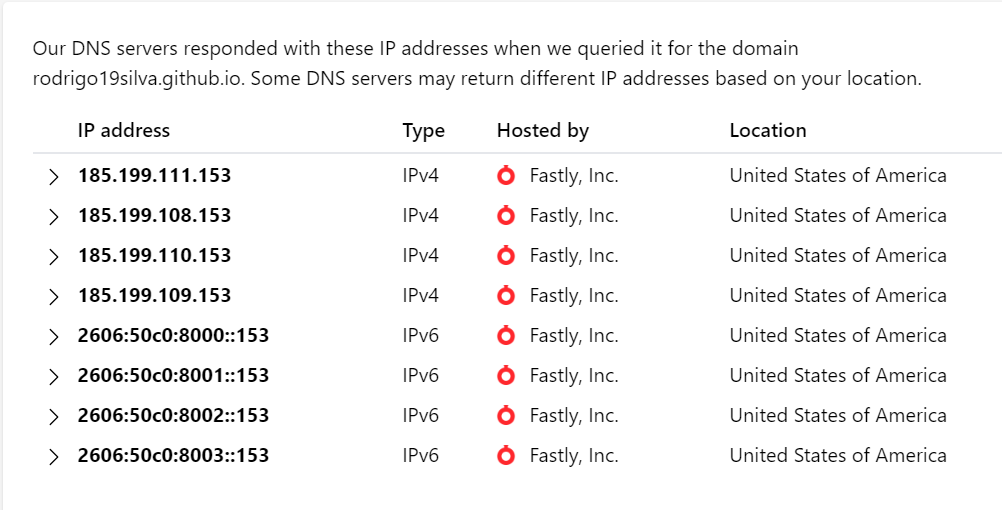 Our DNS servers responded with these IP addresses when we queried it for the domain
rodrigo19silva.github.io. Some DNS servers may return different IP addresses based on your location.
IP address Type Hosted by Location
185.199.111.153 IPv4 Fastly, Inc. United States of America
185.199.108.153 IPv4 Fastly, Inc. United States of America
185.199.110.153 IPv4 Fastly, Inc. United States of America
185.199.109.153 IPv4 Fastly, Inc. United States of America
2606:50c0:8000::153 IPv6 Fastly, Inc. United States of America
2606:50c0:8001::153 IPv6 Fastly, Inc. United States of America
2606:50c0:8002::153 IPv6 Fastly, Inc. United States of America
2606:50c0:8003::153 IPv6 Fastly, Inc. United States of America